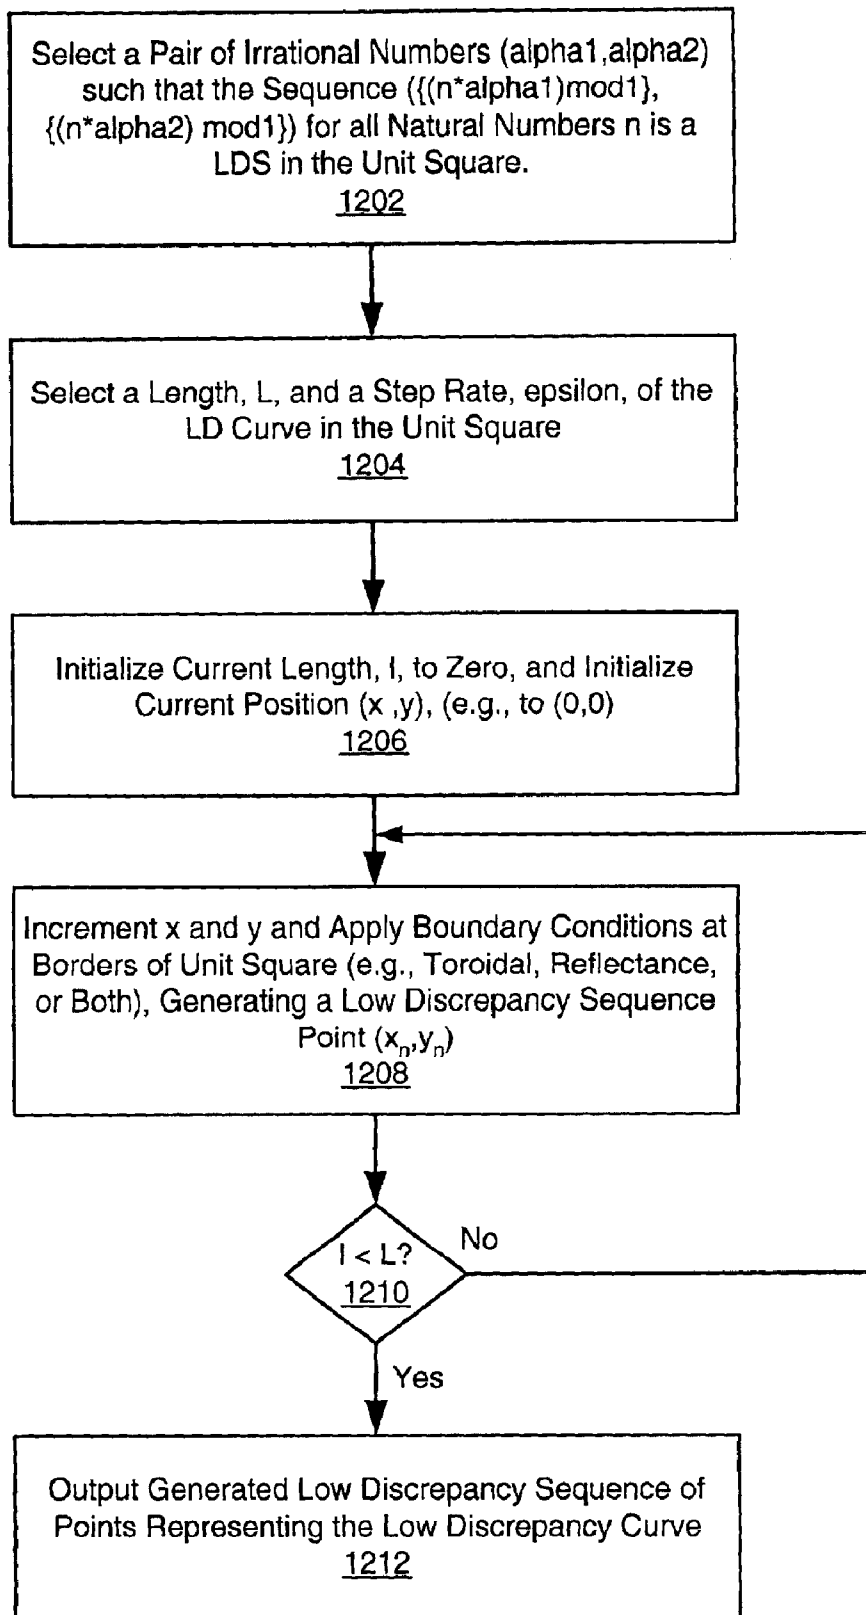 Select a Pair of Irrational Numbers (alpha1,alpha2)
such that the Sequence ({(n*alpha1)mod1},
{(n*alpha2) mod1}) for all Natural Numbers n is a
LDS in the Unit Square.
1202
Select a Length, L, and a Step Rate, epsilon, of the
LD Curve in the Unit Square
1204
Initialize Current Length, l, to Zero, and Initialize
Current Position (x ,y), (e.g., to (0,0)
1206
Increment x and y and Apply Boundary Conditions at
Borders of Unit Square (e.g., Toroidal, Reflectance,
or Both), Generating a Low Discrepancy Sequence
Point (xn,yn)
1208
l < L?
No
1210
Yes
Output Generated Low Discrepancy Sequence of
Points Representing the Low Discrepancy Curve
1212